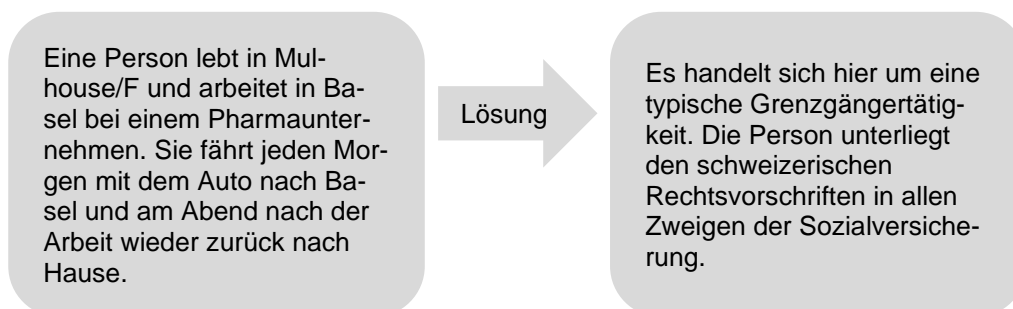 Eine Person lebt in Mul-
house/F und arbeitet in Ba-
sel bei einem Pharmaunter-
nehmen. Sie fährt jeden Mor-
gen mit dem Auto nach Ba-
sel und am Abend nach der
Arbeit wieder zurück nach
Hause.
Lösung
Es handelt sich hier um eine
typische Grenzgängertätig-
keit. Die Person unterliegt
den schweizerischen
Rechtsvorschriften in allen
Zweigen der Sozialversiche-
rung.